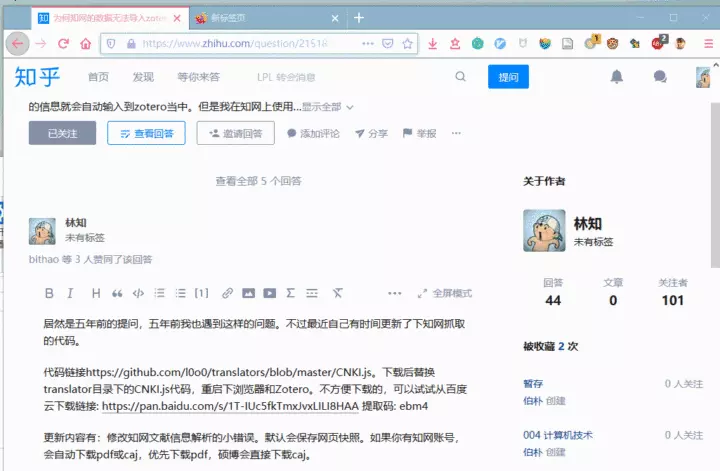 为何知网的数据无法导入zote
新标签页
https://www.zhihu.com/question/2151
1
2
知乎
首页
发现
等你来答
LPL 转会消息
提问
的信息就会自动输入到zotero当中。但是我在知网上使用...显示全部
已关注
查看回答
邀请回答
添加评论
分享
举报
查看全部 5 个回答
关于作者
林知
未有标签
林知
未有标签
bithao 等 3 人赞同了该回答
回答
文章
关注者
44
0
101
B I H
全屏模式
居然是五年前的提问，五年前我也遇到这样的问题。不过最近自己有时间更新了下知网抓取
的代码。
被收藏 2 次
代码链接https://github.com/l0o0/translators/blob/master/CNKI.js。下载后替换
translator目录下的CNKI.js代码，重启下浏览器和Zotero。不方便下载的，可以试试从百度
云下载链接: https://pan.baidu.com/s/1T-IUc5fkTmxJvxLILI8HAA 提取码: ebm4
暂存
0 人关注
伯朴 创建
更新内容有：修改知网文献信息解析的小错误。默认会保存网页快照。如果你有知网账号，
会自动下载pdf或caj，优先下载pdf，硕博会直接下载caj。
004 计算机技术
0 人关注
伯朴 创建